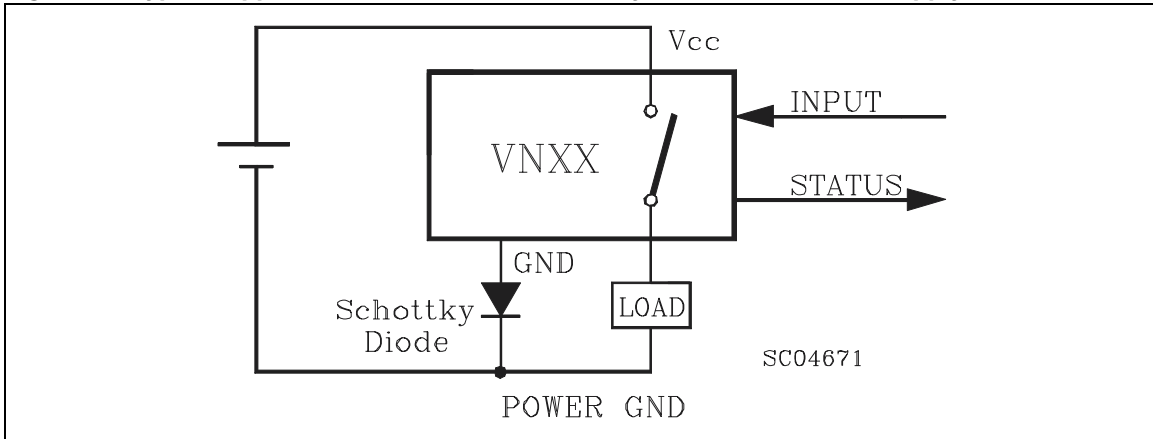 Vcc
INPUT
VNXX
STATUS
GND
Schottky
Diode
LOAD
SC04671
POWER GND